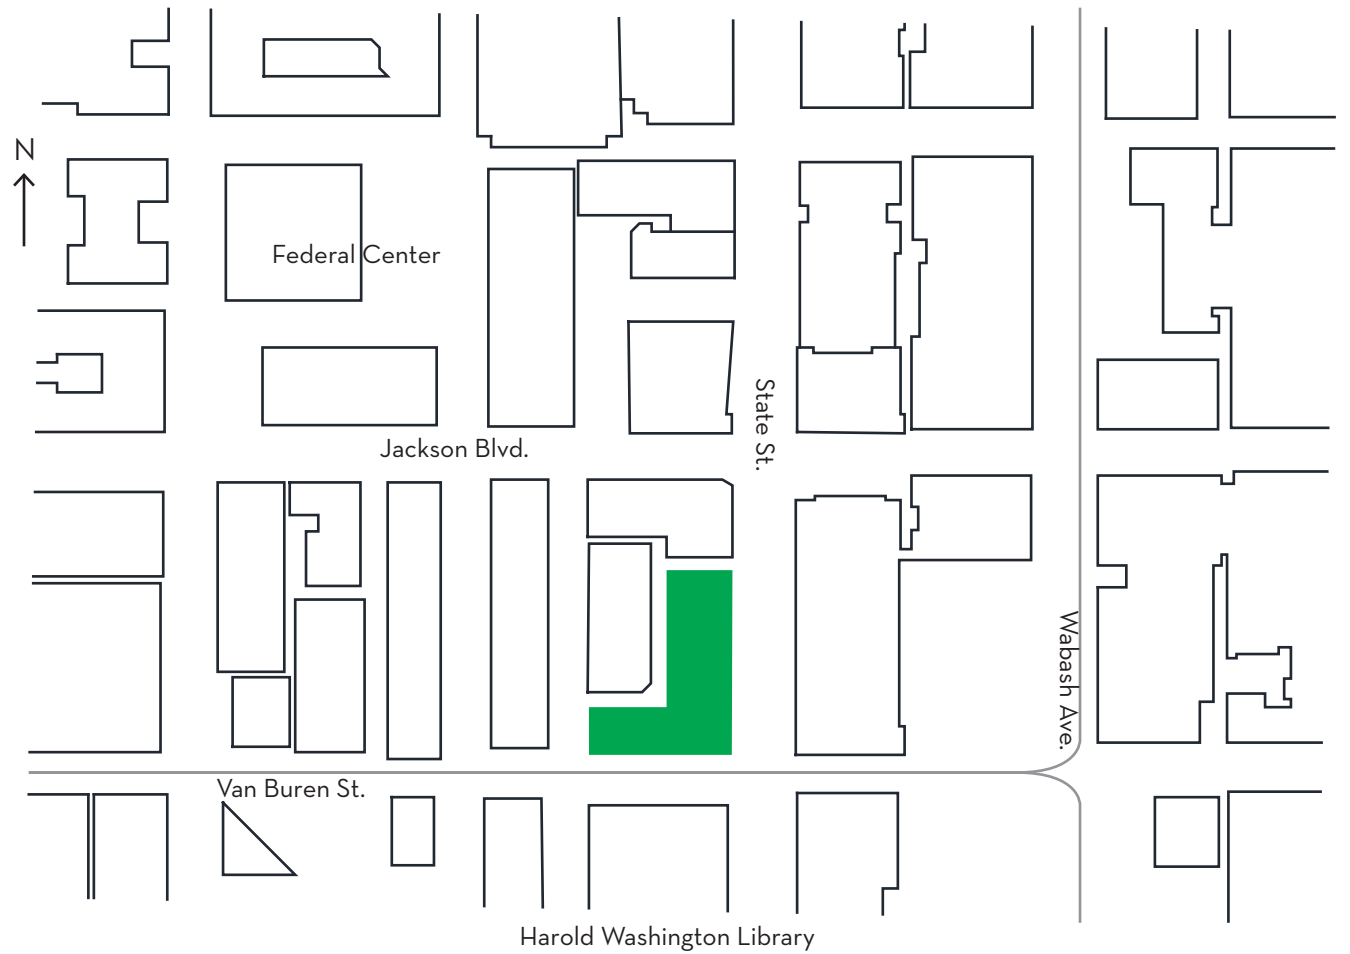 N
Federal Center
State St.
Jackson Blvd.
Wabash Ave.
Van Buren St.
Harold Washington Library